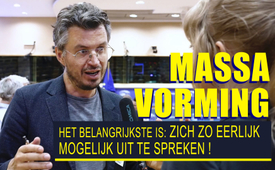 MASSA
VORMING
HET BELANGRIJKSTE IS: ZICH ZO EERLIJK
MOGELIJK UIT TE SPREKEN !